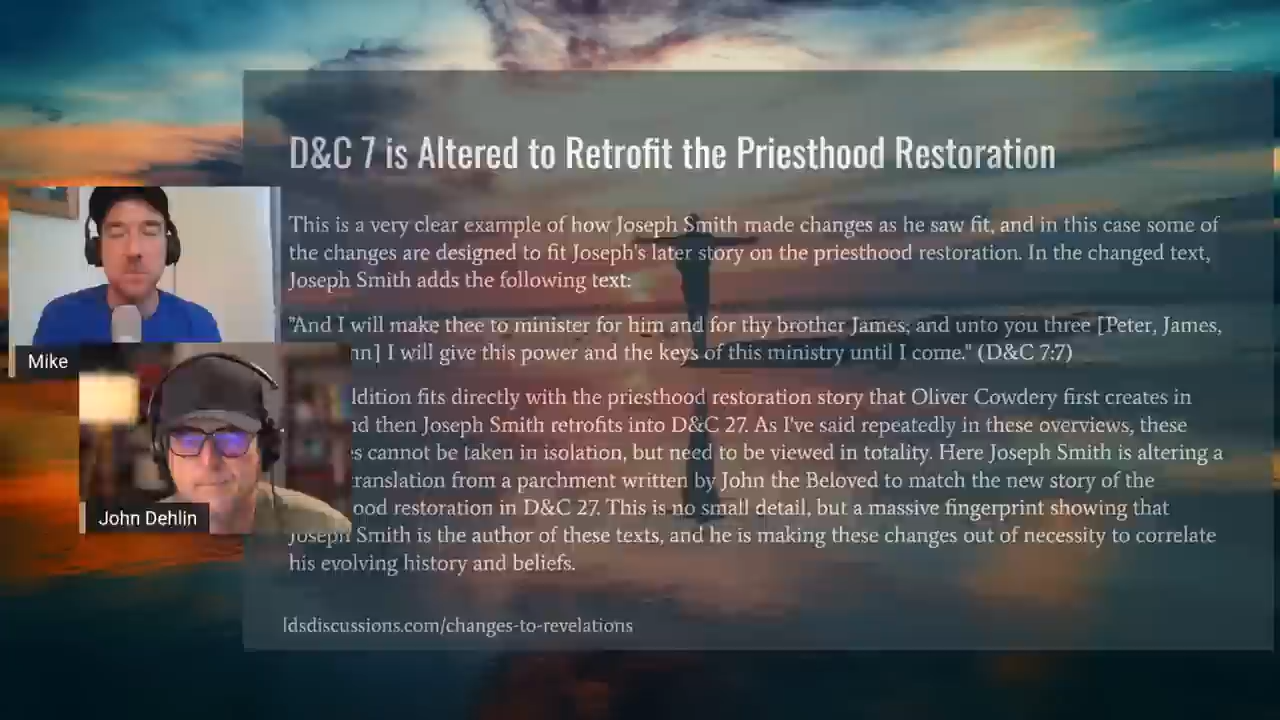 D&C 7 is Altered to Retrofit the Priesthood Restoration
This is a very clear example of how Joseph Smith made changes as he saw fit, and in this case some of
the changes are designed to fit Joseph's later story on the priesthood restoration. In the changed text,
Joseph Smith adds the following text:
"And I will make thee to minister for him and for thy brother James; and unto you three [Peter, James,
I will give this power and the keys of this ministry until I come." (D&C 7:7)
Mike
fits directly with the priesthood restoration story that Oliver Cowdery first creates in
then Joseph Smith retrofits into D&C 27. As I've said repeatedly in these overviews, these
cannot be taken in isolation, but need to be viewed in totality. Here Joseph Smith is altering a
translation from a parchment written by John the Beloved to match the new story of the
restoration in D&C 27. This is no small detail, but a massive fingerprint showing that
John Dehlin
Joseph Smith is the author of these texts, and he is making these changes out of necessity to correlate
his evolving history and beliefs.
ldsdiscussions.com/changes-to-revelations